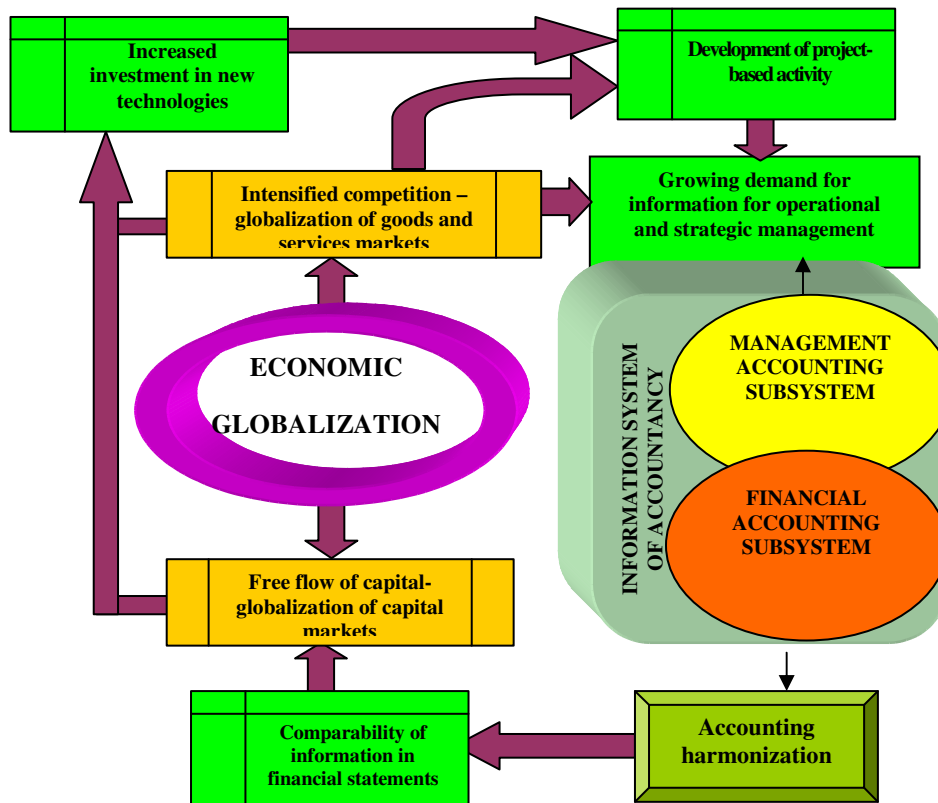 Increased
investment in new
technologies
Development of project-
based activity
Intensified competition –
globalization of goods and
services markets
Growing demand for
information for operational
and strategic management
ECONOMIC
GLOBALIZATION
INFORMATION SYSTEM
OF ACCOUNTANCY
MANAGEMENT
ACCOUNTING
SUBSYSTEM
FINANCIAL
ACCOUNTING
SUBSYSTEM
Free flow of capital-
globalization of capital
markets
Comparability of
information in
financial statements
Accounting
harmonization